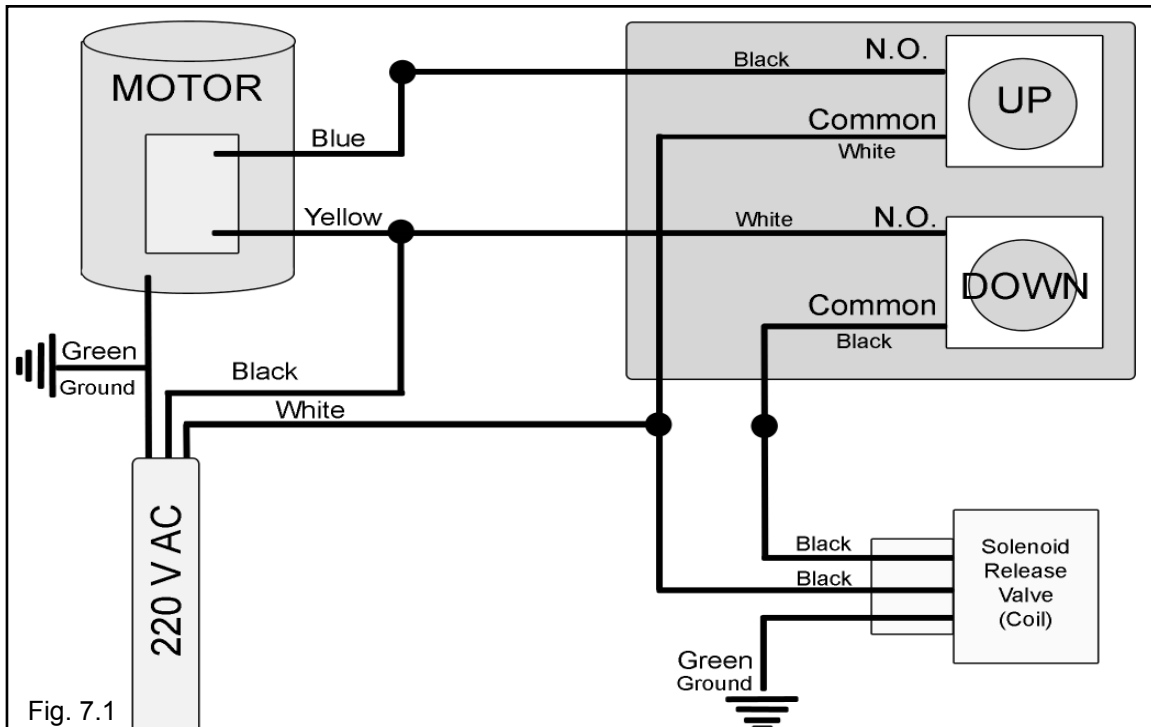 MOTOR
Blue
Yellow
Green
Ground
Black
White
220 V AC
Fig. 7.1
Black
N.O.
UP
Common
White
White
N.O.
DOWN
Common
Black
Black
Black
Green
Ground
Solenoid
Release
Valve
(Coil)